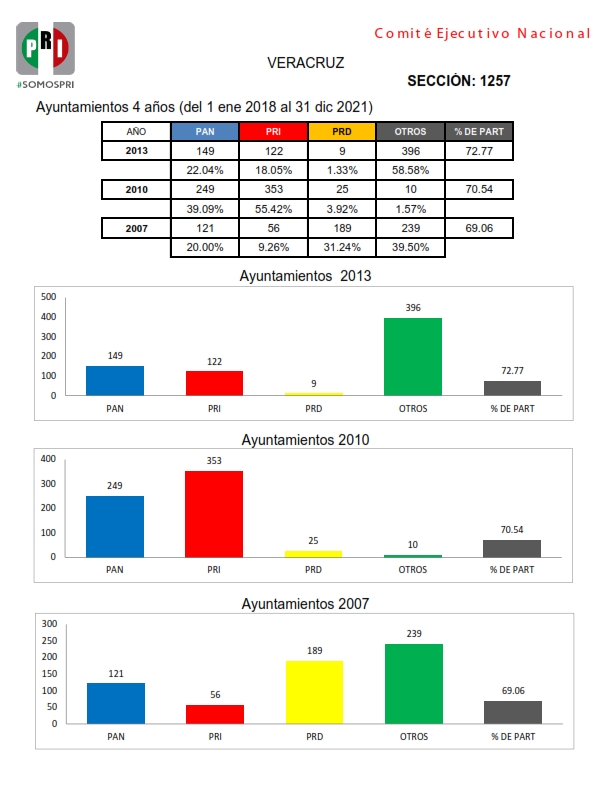 Comité Ejecutivo Nacional
PRI
#SOMOSPRI
VERACRUZ
SECCIÓN: 1257
Ayuntamientos 4 años (del 1 ene 2018 al 31 dic 2021)
AÑO PAN PRI PRD OTROS % DE PART
2013 149 122 9 396 72.77
22.04% 18.05% 1.33% 58.58%
2010 249 353 25 10 70.54
39.09% 55.42% 3.92% 1.57%
2007 121 56 189 239 69.06
20.00% 9.26% 31.24% 39.50%
Ayuntamientos 2013
500
400
300
200
100
0
149 122 9 396 72.77
PAN PRI PRD OTROS % DE PART
Ayuntamientos 2010
400
300
200
100
0
249 353 25 10 70.54
PAN PRI PRD OTROS % DE PART
Ayuntamientos 2007
300
250
200
150
100
50
0
121 56 189 239 69.06
PAN PRI PRD OTROS % DE PART